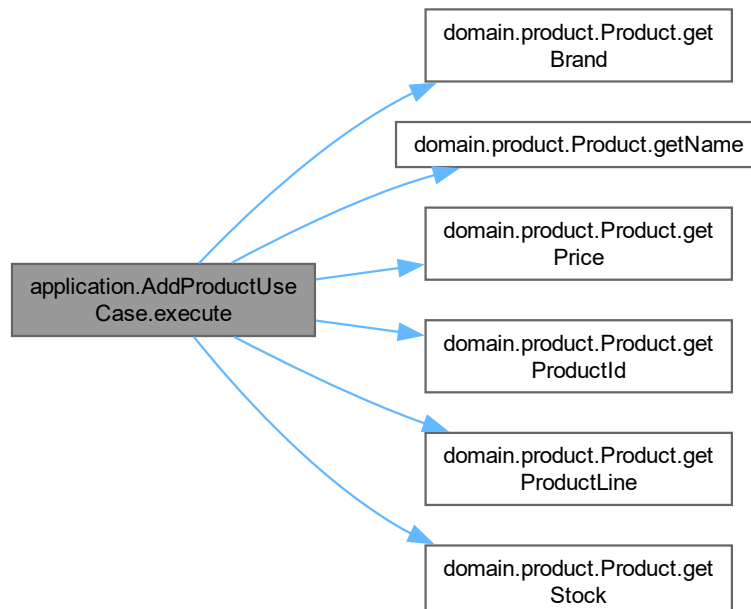 domain.product.Product.get
Brand
domain.product.Product.getName
domain.product.Product.get
Price
application.AddProductUse
Case.execute
domain.product.Product.get
ProductId
domain.product.Product.get
ProductLine
domain.product.Product.get
Stock